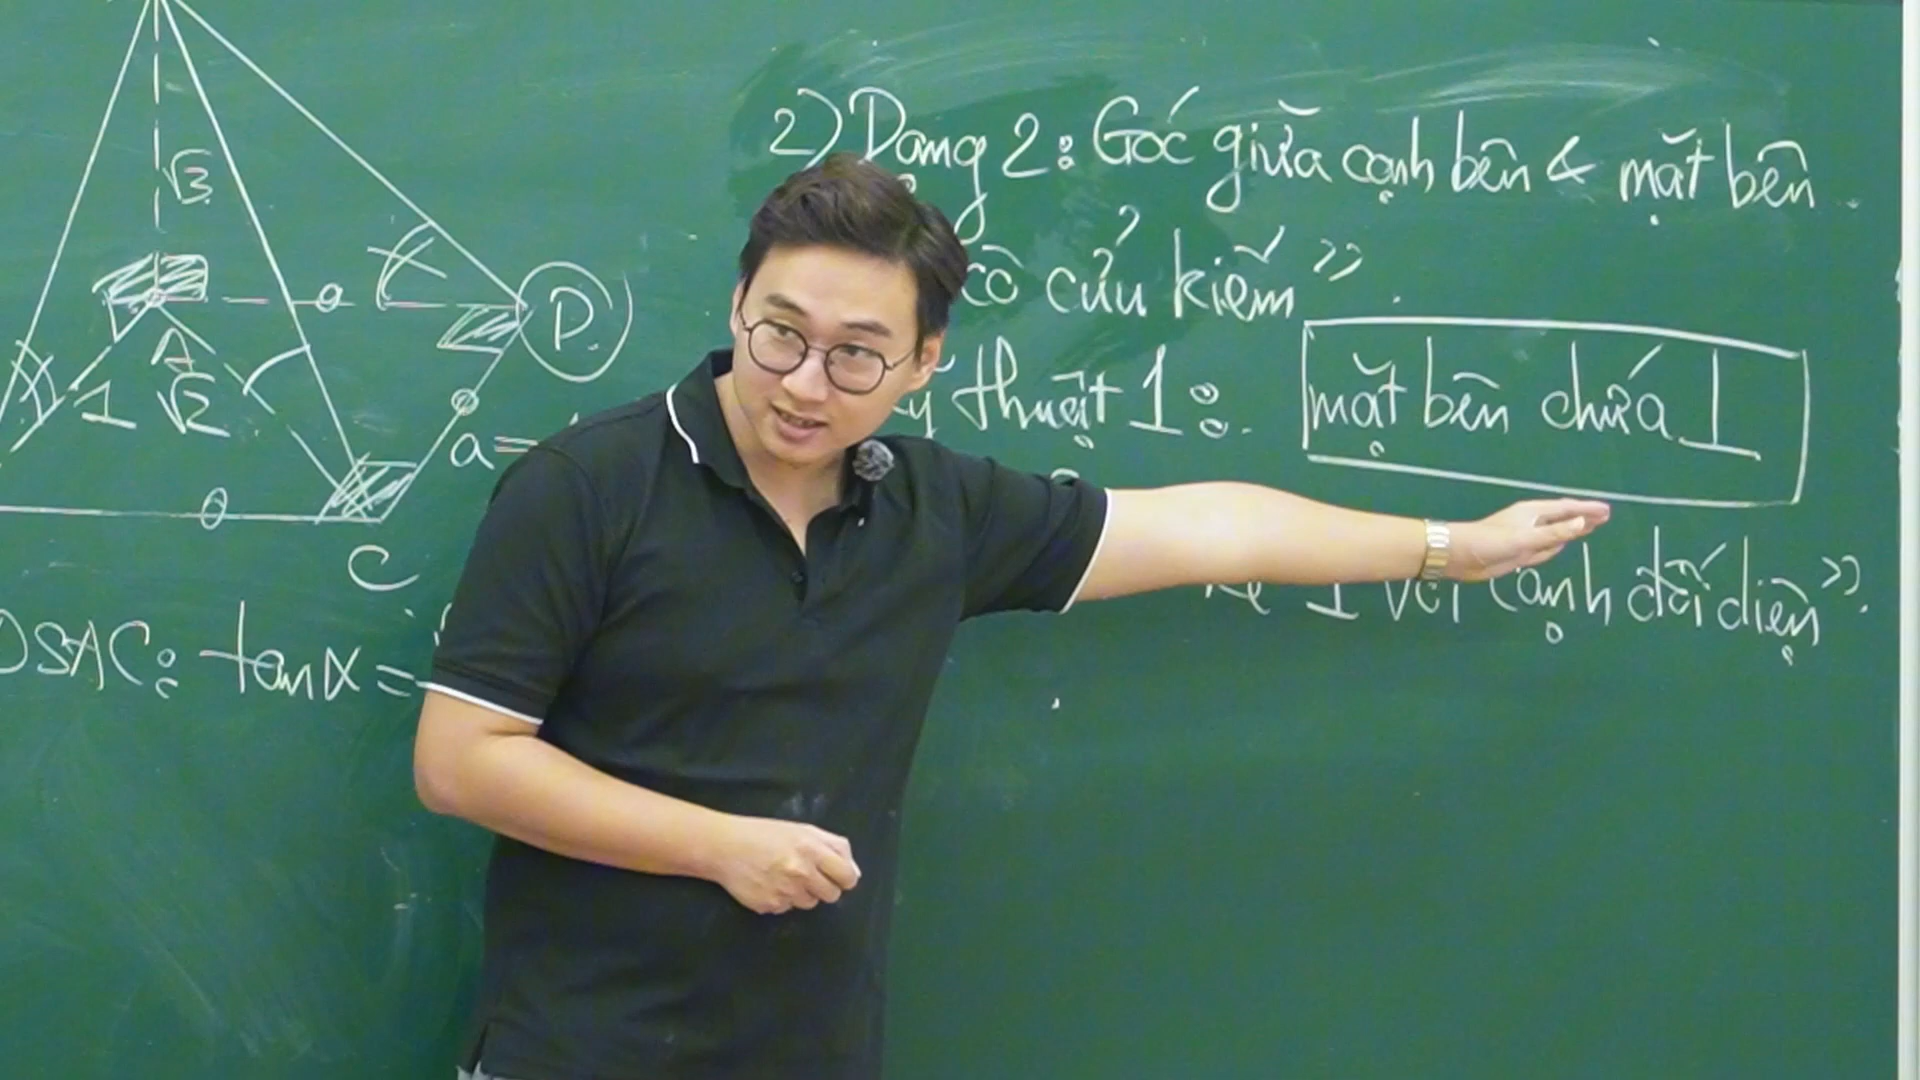 2) Dạng 2: Góc giữa cạnh bên & mặt bên.
cô cửu kiếm".
thuật 1:
mặt bên chứa ⊥
⊥ với cạnh đối diện".
√3
a
D
A
1
√2
a=
a
C
SAC: tanα=